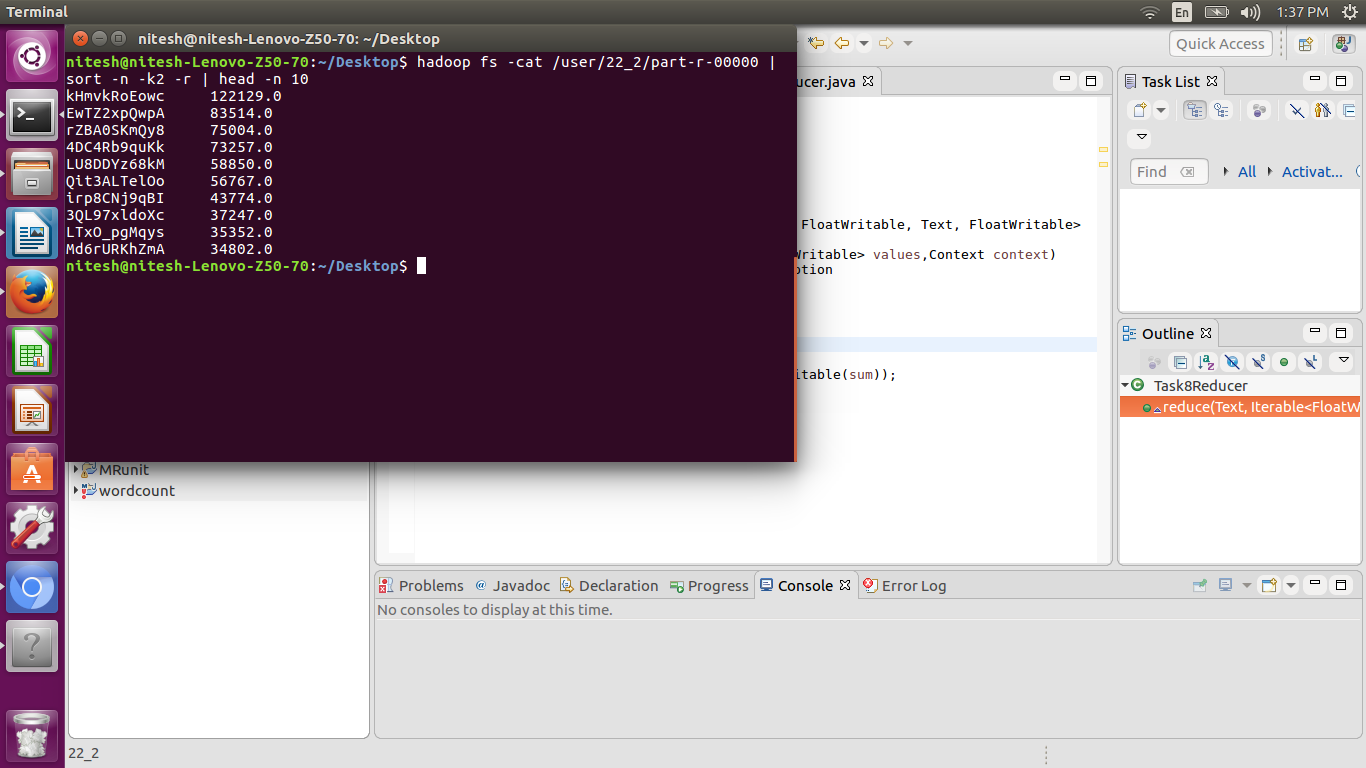 Terminal
En
1:37 PM
nitesh@nitesh-Lenovo-Z50-70: ~/Desktop
nitesh@nitesh-Lenovo-Z50-70:~/Desktop$ hadoop fs -cat /user/22_2/part-r-00000 |
sort -n -k2 -r | head -n 10
kHmvkRoEowc 122129.0
EwTZ2xpQwpA 83514.0
rZBA0SKmQy8 75004.0
4DC4Rb9quKk 73257.0
LU8DDYz68kM 58850.0
Qit3ALTelOo 56767.0
irp8CNj9qBI 43774.0
3QL97xldoXc 37247.0
LTxO_pgMqys 35352.0
Md6rURKhZmA 34802.0
nitesh@nitesh-Lenovo-Z50-70:~/Desktop$
Quick Access
ucer.java
FloatWritable, Text, FloatWritable>
Writable> values,Context context)
ption
itable(sum));
MRunit
wordcount
Task List
Find
All
Activat...
Outline
Task8Reducer
reduce(Text, Iterable<FloatW
Problems @ Javadoc Declaration Progress Console Error Log
No consoles to display at this time.
22_2